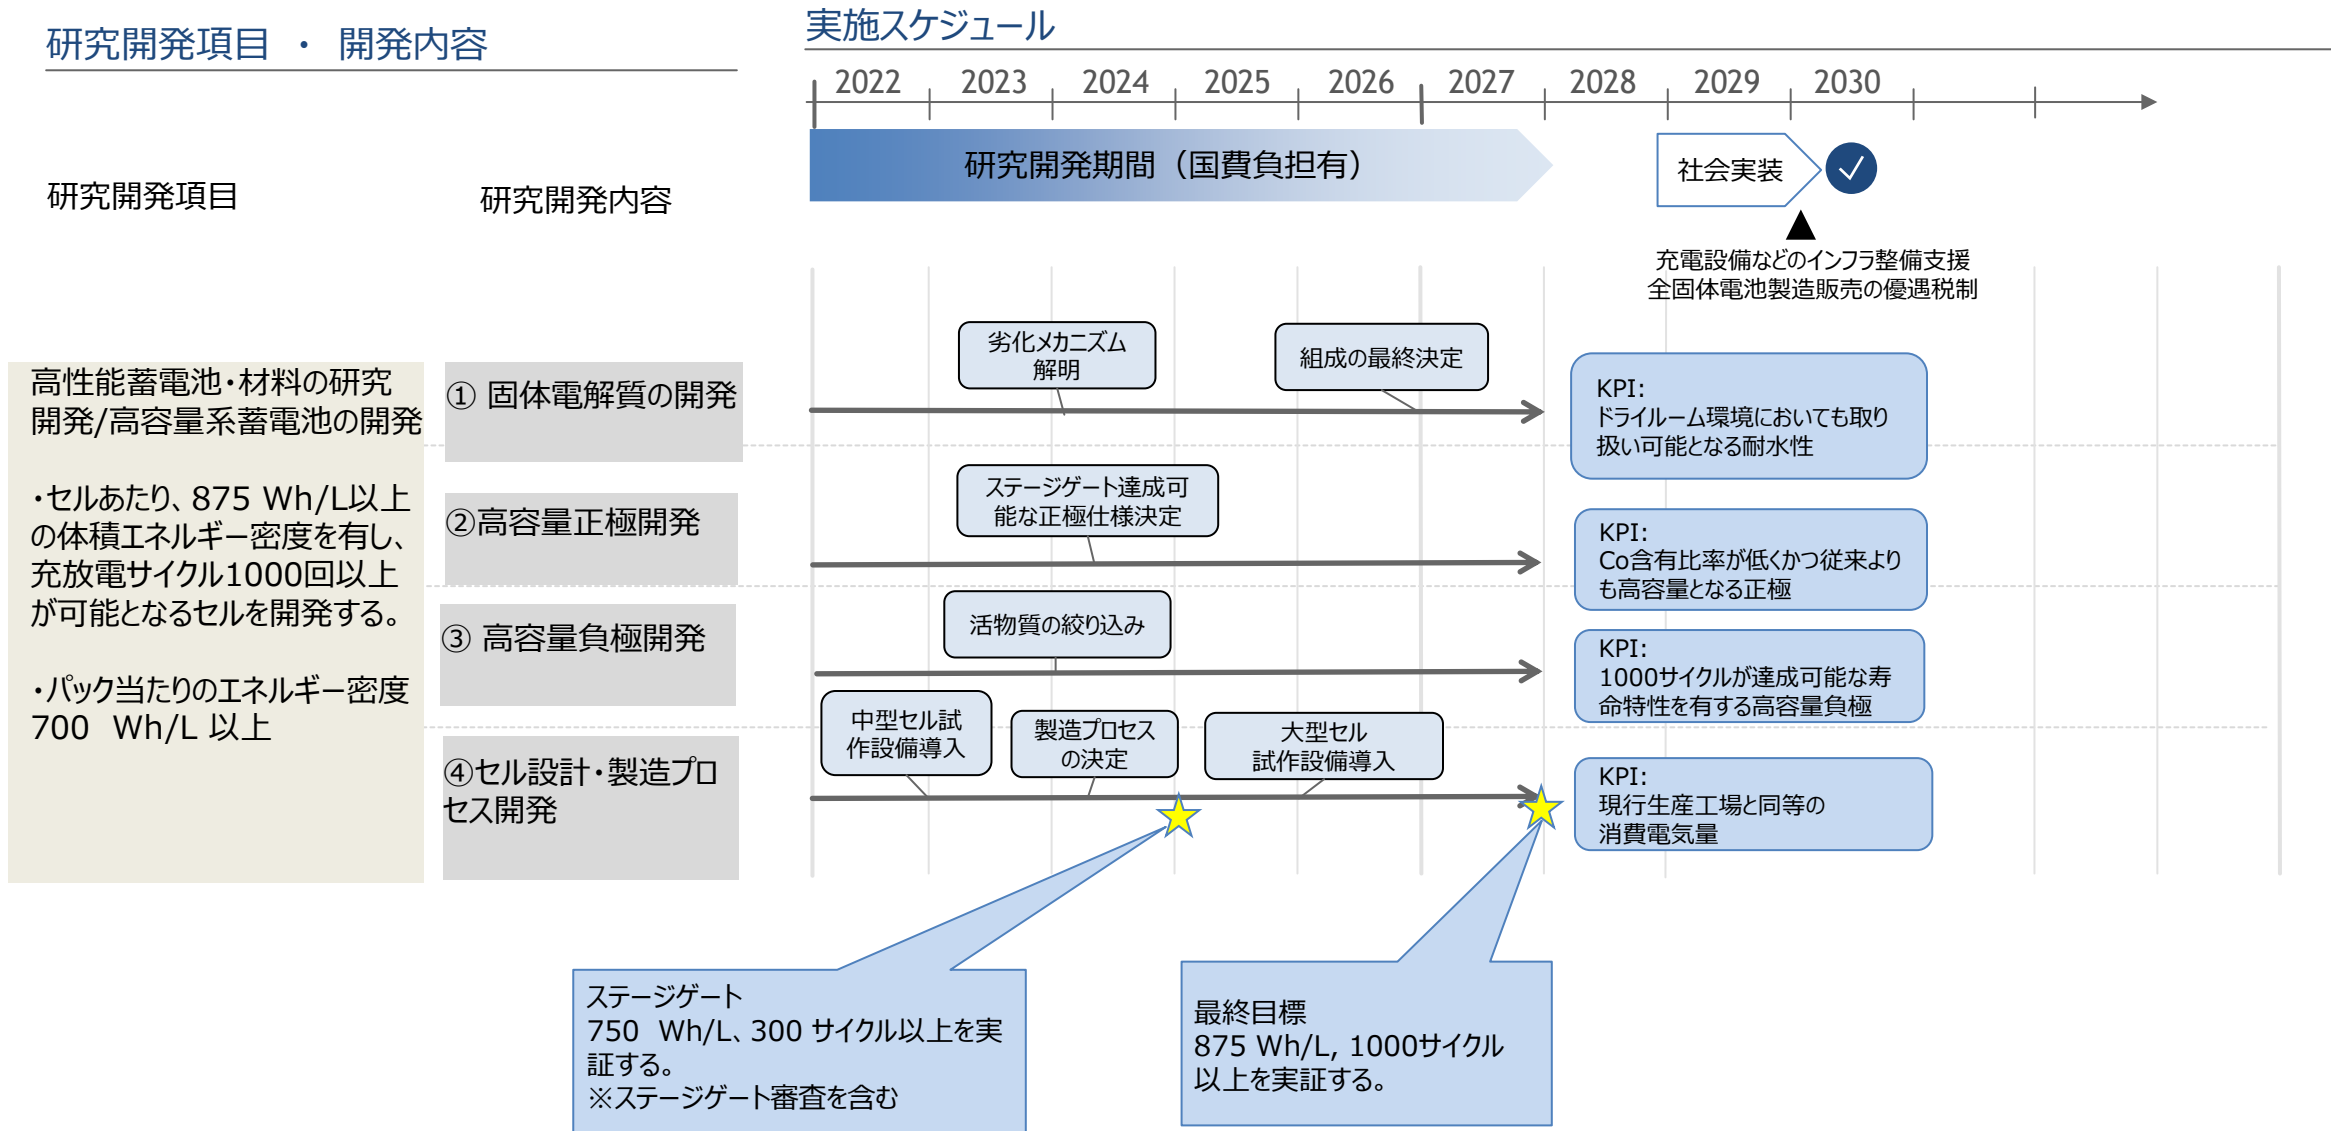 研究開発項目 ・ 開発内容
実施スケジュール
2022 2023 2024 2025 2026 2027 2028 2029 2030
研究開発項目
研究開発内容
研究開発期間（国費負担有）
社会実装
充電設備などのインフラ整備支援
全固体電池製造販売の優遇税制
高性能蓄電池・材料の研究
開発/高容量系蓄電池の開発
・セルあたり、875 Wh/L以上
の体積エネルギー密度を有し、
充放電サイクル1000回以上
が可能となるセルを開発する。
・パック当たりのエネルギー密度
700 Wh/L 以上
① 固体電解質の開発
劣化メカニズム
解明
組成の最終決定
KPI:
ドライルーム環境においても取り
扱い可能となる耐水性
②高容量正極開発
ステージゲート達成可
能な正極仕様決定
KPI:
Co含有比率が低くかつ従来より
も高容量となる正極
③ 高容量負極開発
活物質の絞り込み
KPI:
1000サイクルが達成可能な寿
命特性を有する高容量負極
④セル設計・製造プロ
セス開発
中型セル試
作設備導入
製造プロセス
の決定
大型セル
試作設備導入
KPI:
現行生産工場と同等の
消費電気量
ステージゲート
750 Wh/L、300 サイクル以上を実
証する。
※ステージゲート審査を含む
最終目標
875 Wh/L, 1000サイクル
以上を実証する。